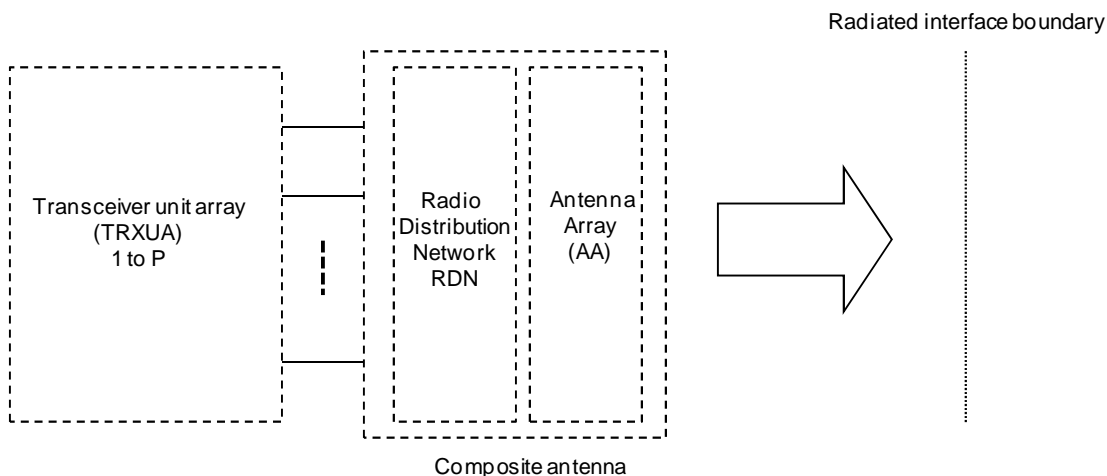 Radiated interface boundary
Transceiver unit array
(TRXUA)
1 to P
Radio
Distribution
Network
RDN
Antenna
Array
(AA)
Composite antenna